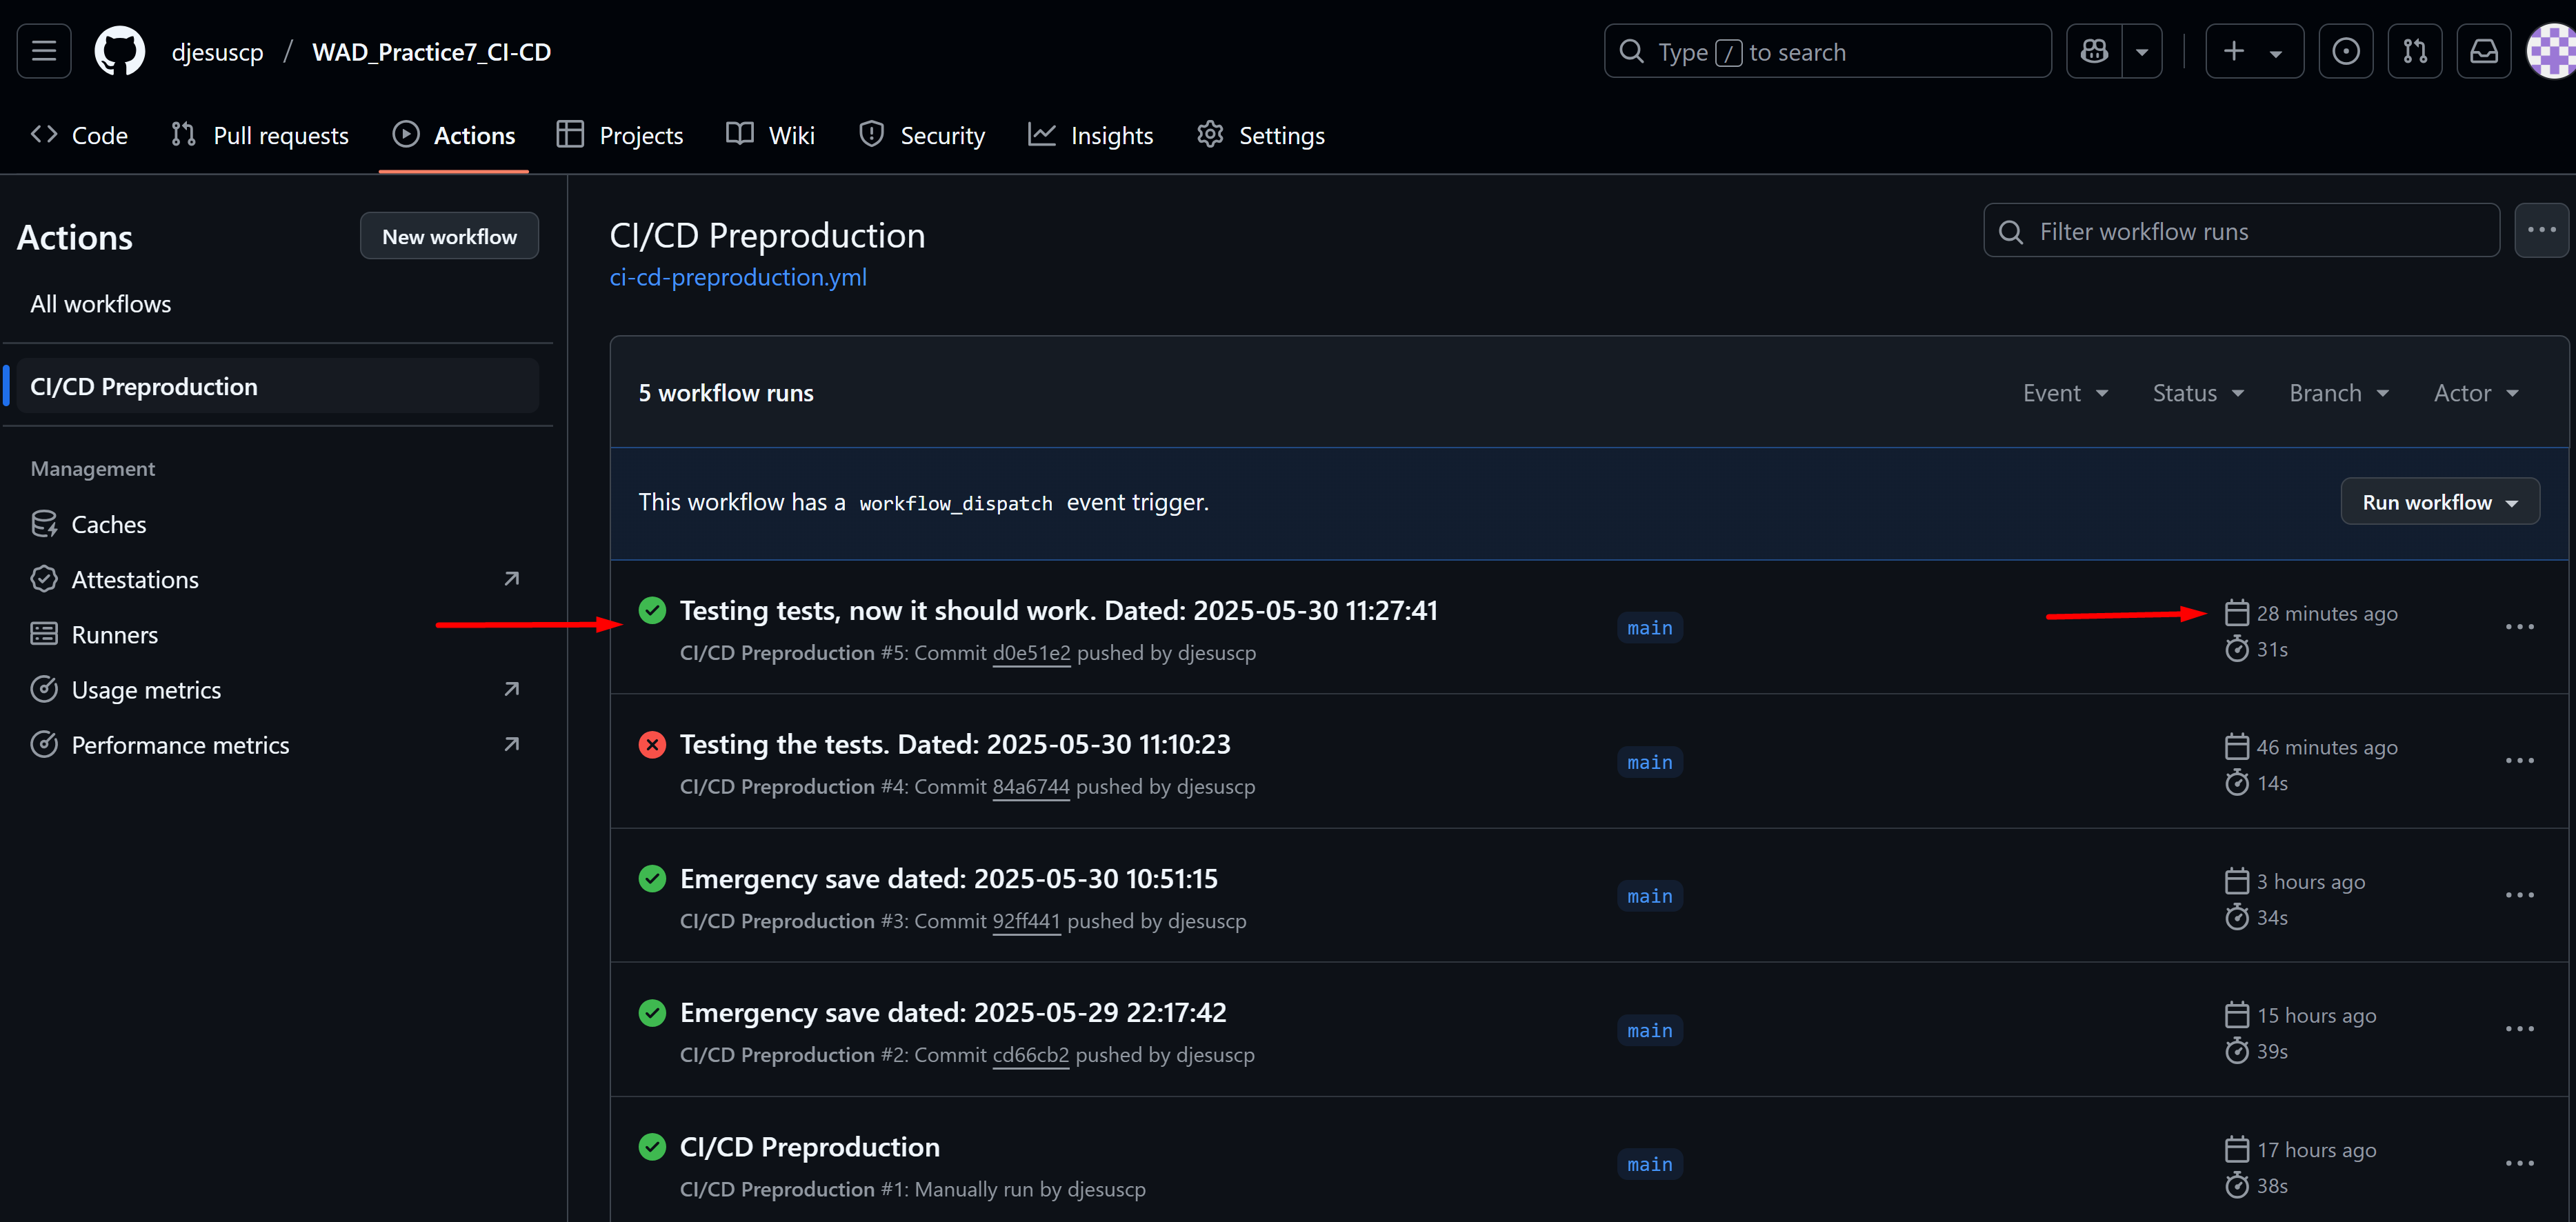 djesuscp / WAD_Practice7_CI-CD
Type / to search
Code
Pull requests
Actions
Projects
Wiki
Security
Insights
Settings
Actions
New workflow
All workflows
CI/CD Preproduction
Management
Caches
Attestations
Runners
Usage metrics
Performance metrics
CI/CD Preproduction
ci-cd-preproduction.yml
Filter workflow runs
5 workflow runs
Event
Status
Branch
Actor
This workflow has a workflow_dispatch event trigger.
Run workflow
Testing tests, now it should work. Dated: 2025-05-30 11:27:41
CI/CD Preproduction #5: Commit d0e51e2 pushed by djesuscp
main
28 minutes ago
31s
Testing the tests. Dated: 2025-05-30 11:10:23
CI/CD Preproduction #4: Commit 84a6744 pushed by djesuscp
main
46 minutes ago
14s
Emergency save dated: 2025-05-30 10:51:15
CI/CD Preproduction #3: Commit 92ff441 pushed by djesuscp
main
3 hours ago
34s
Emergency save dated: 2025-05-29 22:17:42
CI/CD Preproduction #2: Commit cd66cb2 pushed by djesuscp
main
15 hours ago
39s
CI/CD Preproduction
CI/CD Preproduction #1: Manually run by djesuscp
main
17 hours ago
38s